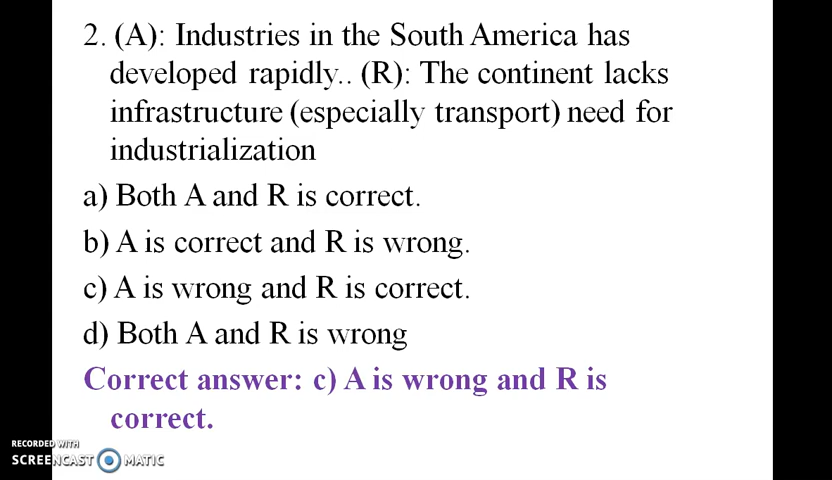 2. (A): Industries in the South America has
developed rapidly.. (R): The continent lacks
infrastructure (especially transport) need for
industrialization
a) Both A and R is correct.
b) A is correct and R is wrong.
c) A is wrong and R is correct.
d) Both A and R is wrong
Correct answer: c) A is wrong and R is
correct.
RECORDED WITH
SCREENCAST MATIC